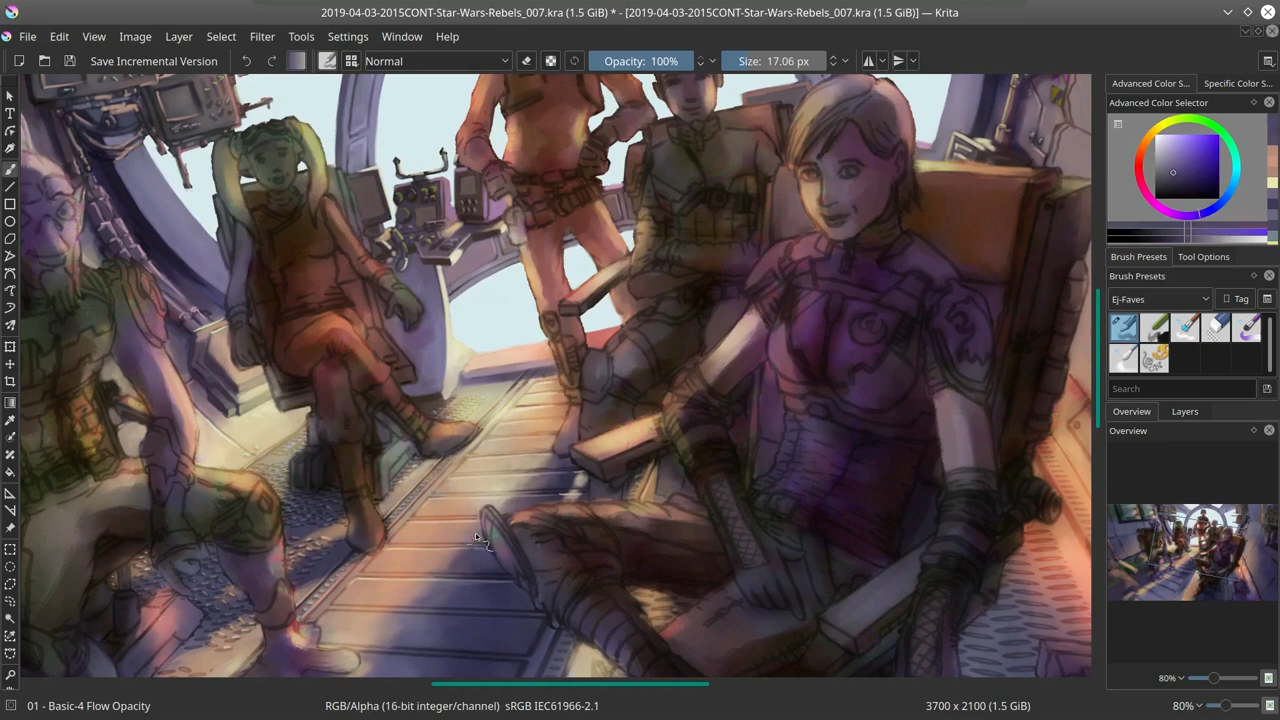 2019-04-03-2015CONT-Star-Wars-Rebels_007.kra (1.5 GiB) * - [2019-04-03-2015CONT-Star-Wars-Rebels_007.kra (1.5 GiB)] — Krita
File Edit View Image Layer Select Filter Tools Settings Window Help
Save Incremental Version Normal Opacity: 100% Size: 17.06 px
Advanced Color S... Specific Color S...
Advanced Color Selector
Brush Presets Tool Options
Brush Presets
Ej-Faves Tag
Search
Overview Layers
Overview
80%
01 - Basic-4 Flow Opacity RGB/Alpha (16-bit integer/channel) sRGB IEC61966-2.1 3700 x 2100 (1.5 GiB) 80%